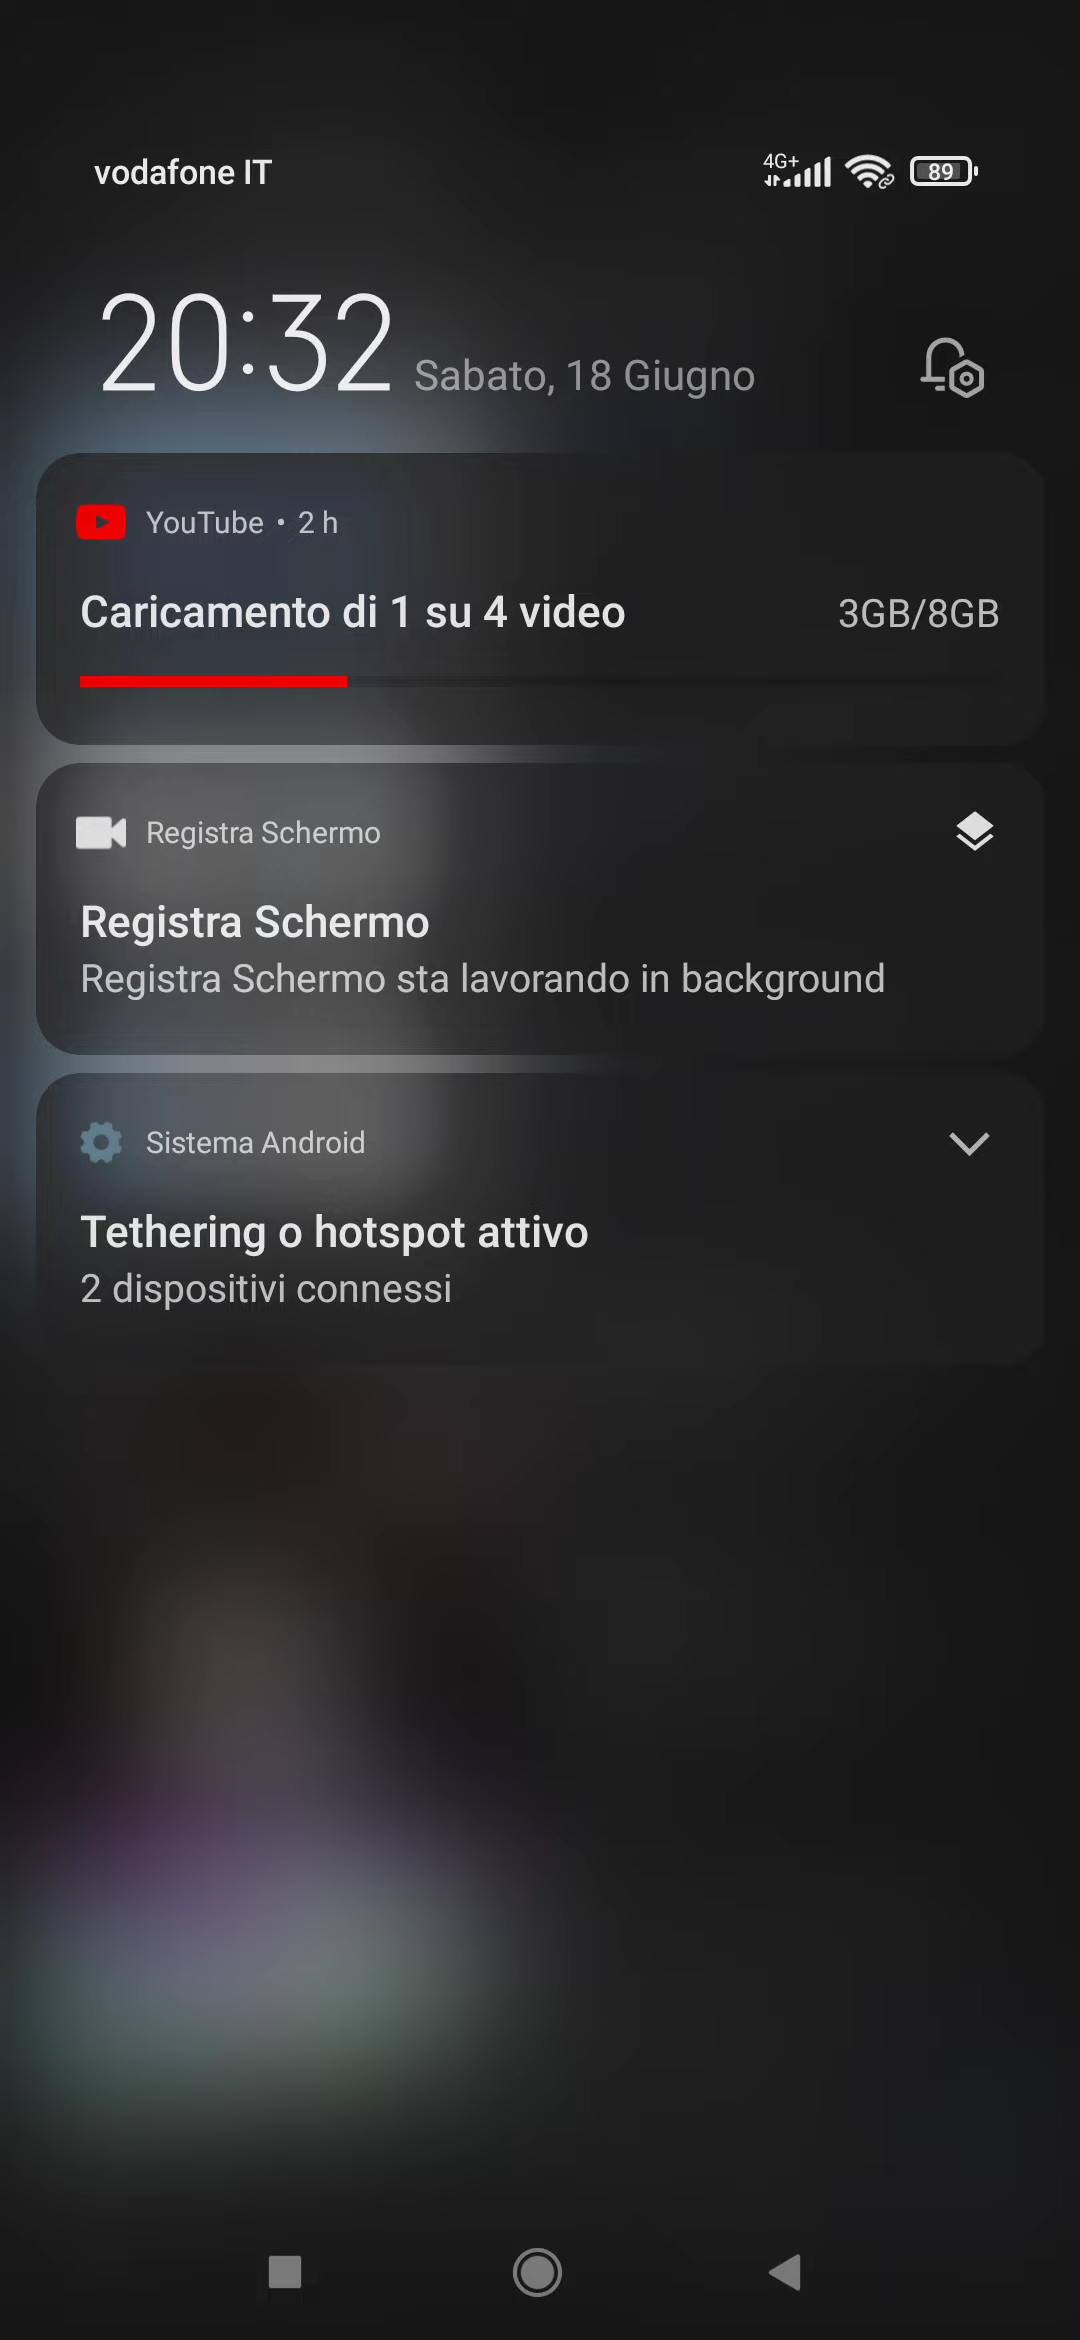 vodafone IT
4G+
89
20:32 Sabato, 18 Giugno
YouTube • 2 h
Caricamento di 1 su 4 video 3GB/8GB
Registra Schermo
Registra Schermo
Registra Schermo sta lavorando in background
Sistema Android
Tethering o hotspot attivo
2 dispositivi connessi